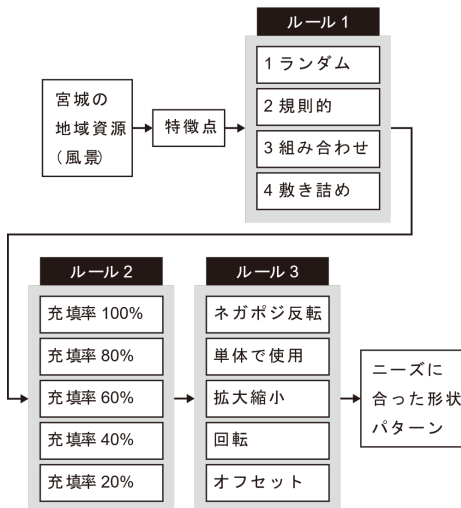 ルール 1
1 ランダム
2 規則的
3 組み合わせ
4 敷き詰め
宮城の
地域資源
（風景）
特徴点
ルール 2
充填率 100%
充填率 80%
充填率 60%
充填率 40%
充填率 20%
ルール 3
ネガポジ反転
単体で使用
拡大縮小
回転
オフセット
ニーズに
合った形状
パターン